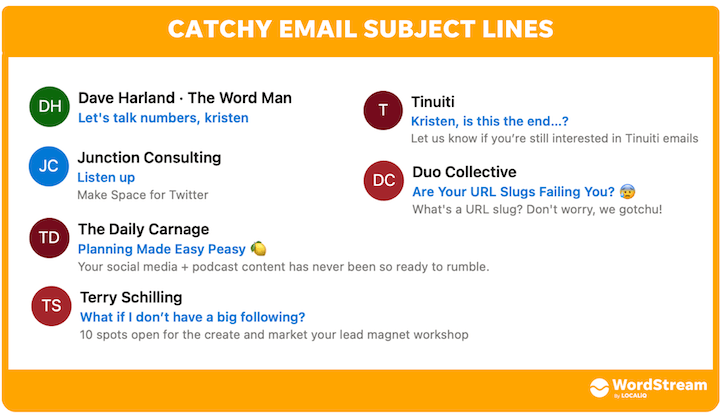 CATCHY EMAIL SUBJECT LINES
DH
Dave Harland · The Word Man
Let's talk numbers, kristen
JC
Junction Consulting
Listen up
Make Space for Twitter
TD
The Daily Carnage
Planning Made Easy Peasy 🍋
Your social media + podcast content has never been so ready to rumble.
TS
Terry Schilling
What if I don't have a big following?
10 spots open for the create and market your lead magnet workshop
T
Tinuiti
Kristen, is this the end...?
Let us know if you're still interested in Tinuiti emails
DC
Duo Collective
Are Your URL Slugs Failing You? 😰
What's a URL slug? Don't worry, we gotchu!
WordStream
By LOCALiQ